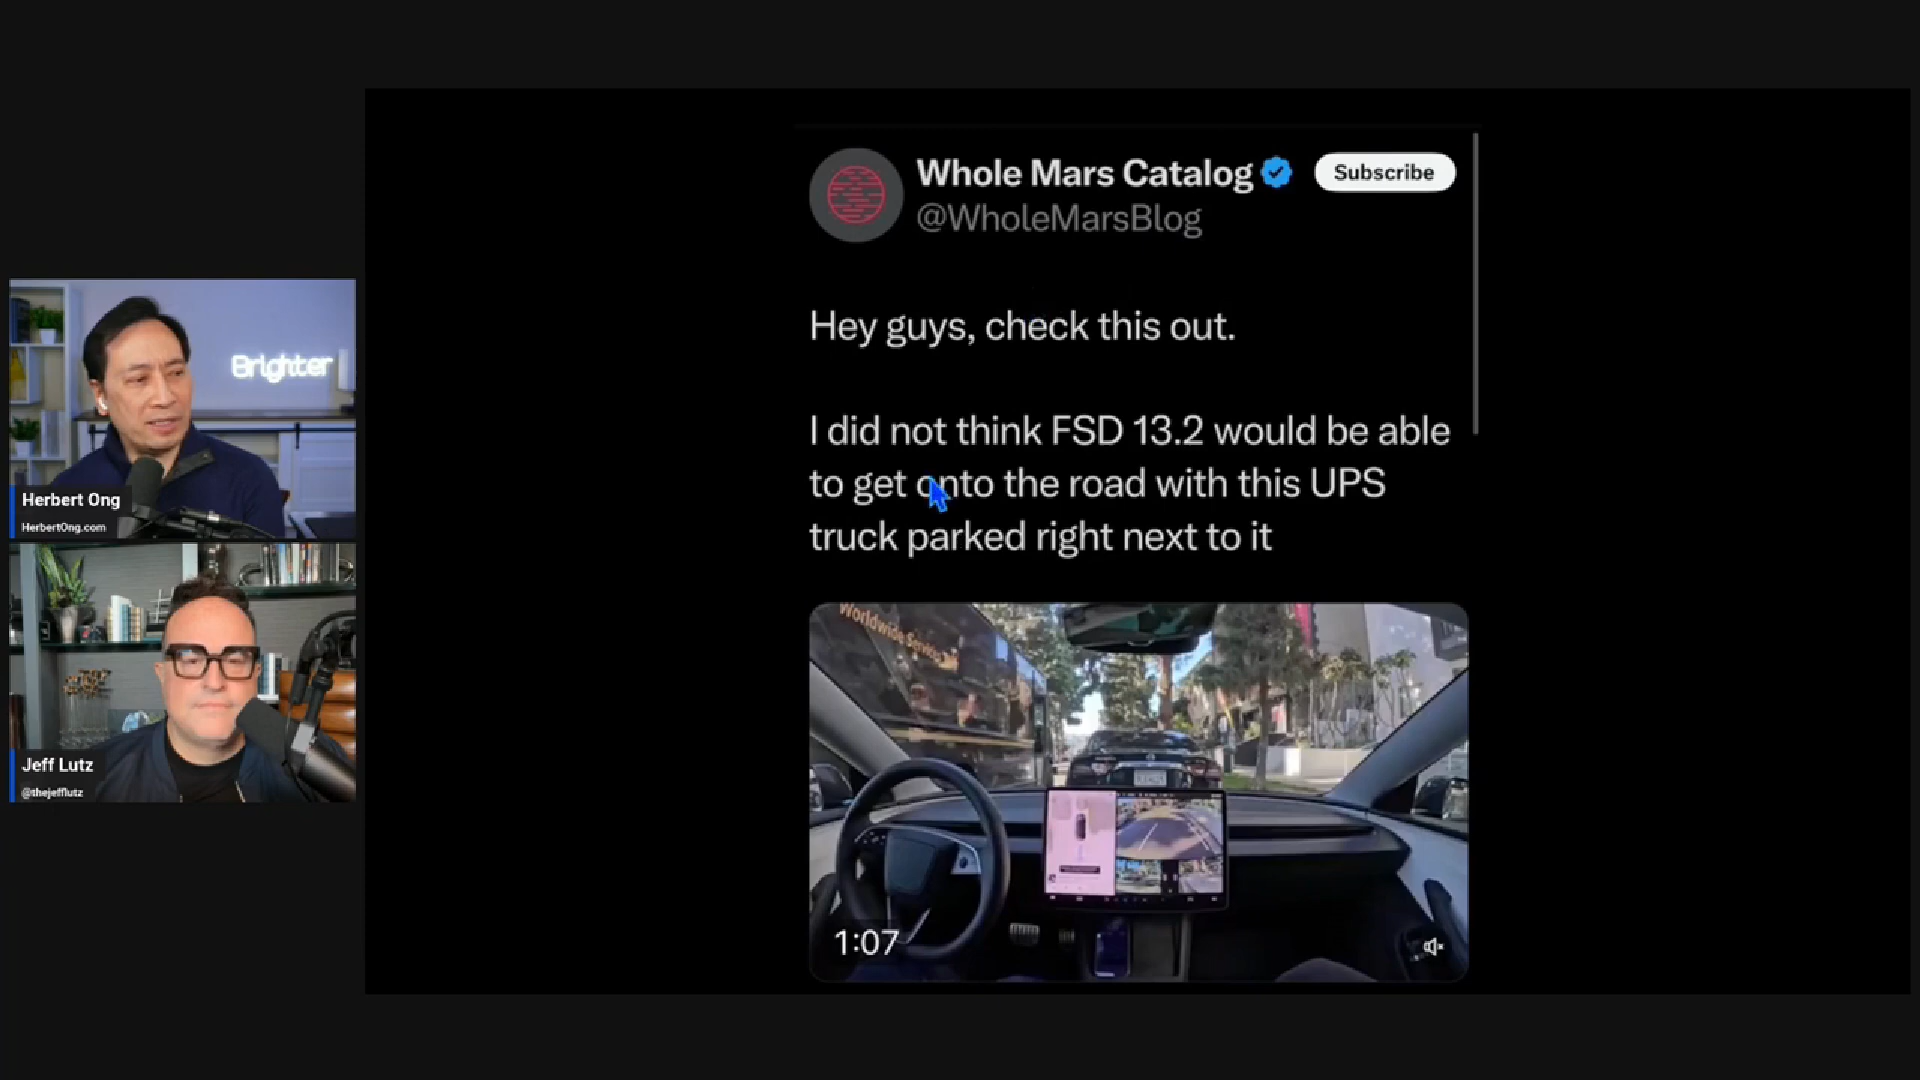 Whole Mars Catalog
Subscribe
@WholeMarsBlog
Hey guys, check this out.
I did not think FSD 13.2 would be able
to get onto the road with this UPS
truck parked right next to it
Worldwide Services
1:07
Brighter
Herbert Ong
HerbertOng.com
Jeff Lutz
@thejefflutz